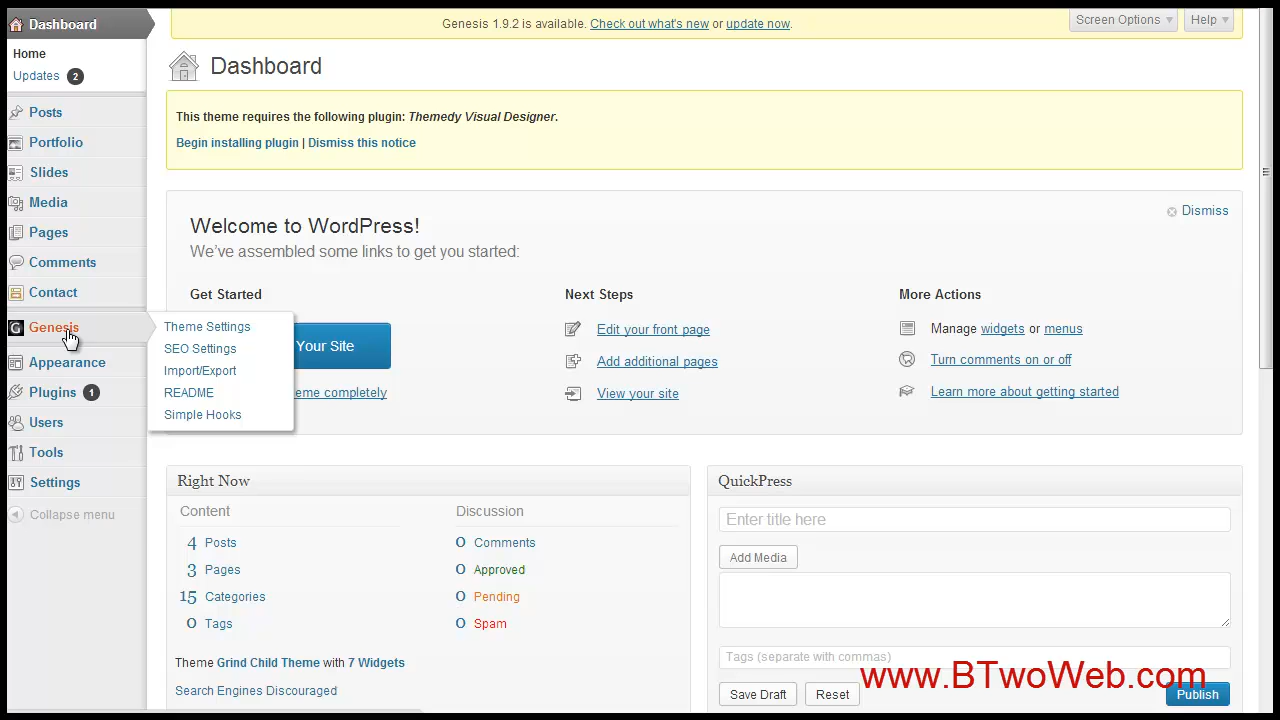 Dashboard
Home
Updates 2
Posts
Portfolio
Slides
Media
Pages
Comments
Contact
Genesis
Appearance
Plugins 1
Users
Tools
Settings
Collapse menu
Theme Settings
SEO Settings
Import/Export
README
Simple Hooks
Genesis 1.9.2 is available. Check out what's new or update now.
Screen Options
Help
Dashboard
This theme requires the following plugin: Themedy Visual Designer.
Begin installing plugin | Dismiss this notice
Welcome to WordPress!
We've assembled some links to get you started:
Dismiss
Get Started
Your Site
eme completely
Next Steps
Edit your front page
Add additional pages
View your site
More Actions
Manage widgets or menus
Turn comments on or off
Learn more about getting started
Right Now
Content
4 Posts
3 Pages
15 Categories
0 Tags
Discussion
0 Comments
0 Approved
0 Pending
0 Spam
Theme Grind Child Theme with 7 Widgets
Search Engines Discouraged
QuickPress
Enter title here
Add Media
Tags (separate with commas)
www.BTwoWeb.com
Save Draft
Reset
Publish